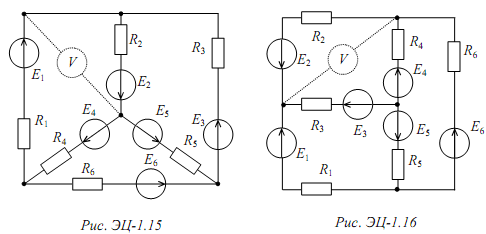 R2
R3
V
E1
E2
E4
E5
E3
R1
R4
R5
R6
E6
Рис. ЭЦ-1.15
R2
V
R4
R6
E2
E4
R3
E3
E5
E1
E6
R5
R1
Рис. ЭЦ-1.16